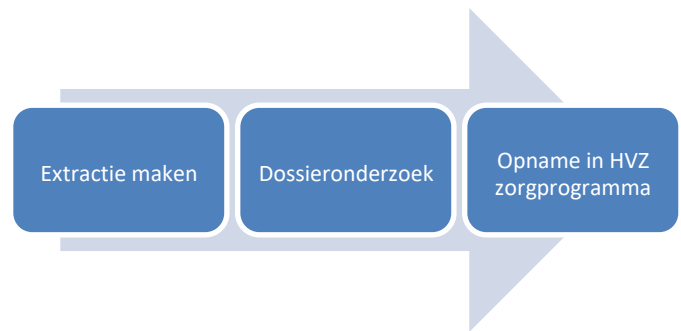 Extractie maken
Dossieronderzoek
Opname in HVZ
zorgprogramma